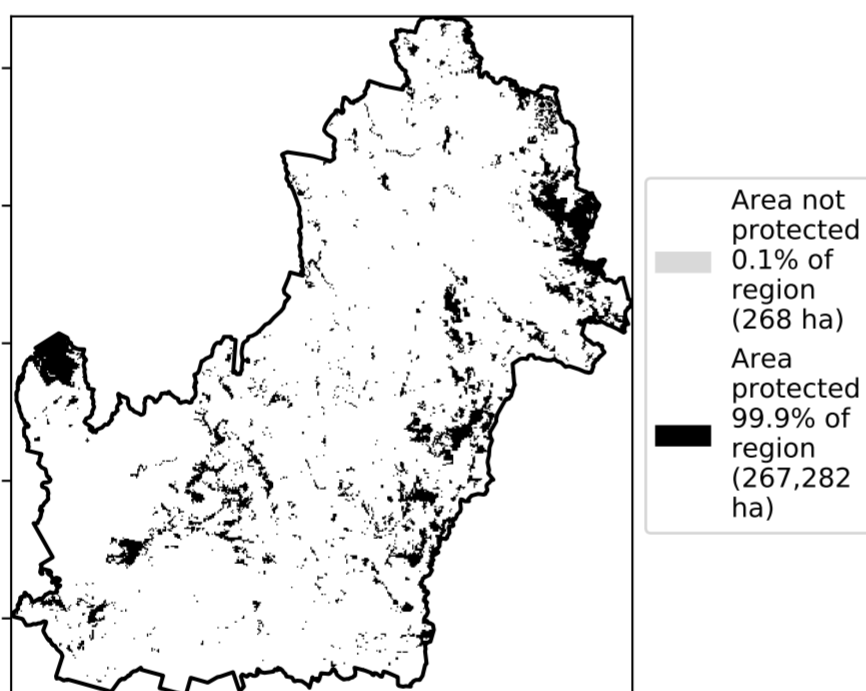 Area not
protected
0.1% of
region
(268 ha)
Area
protected
99.9% of
region
(267,282
ha)